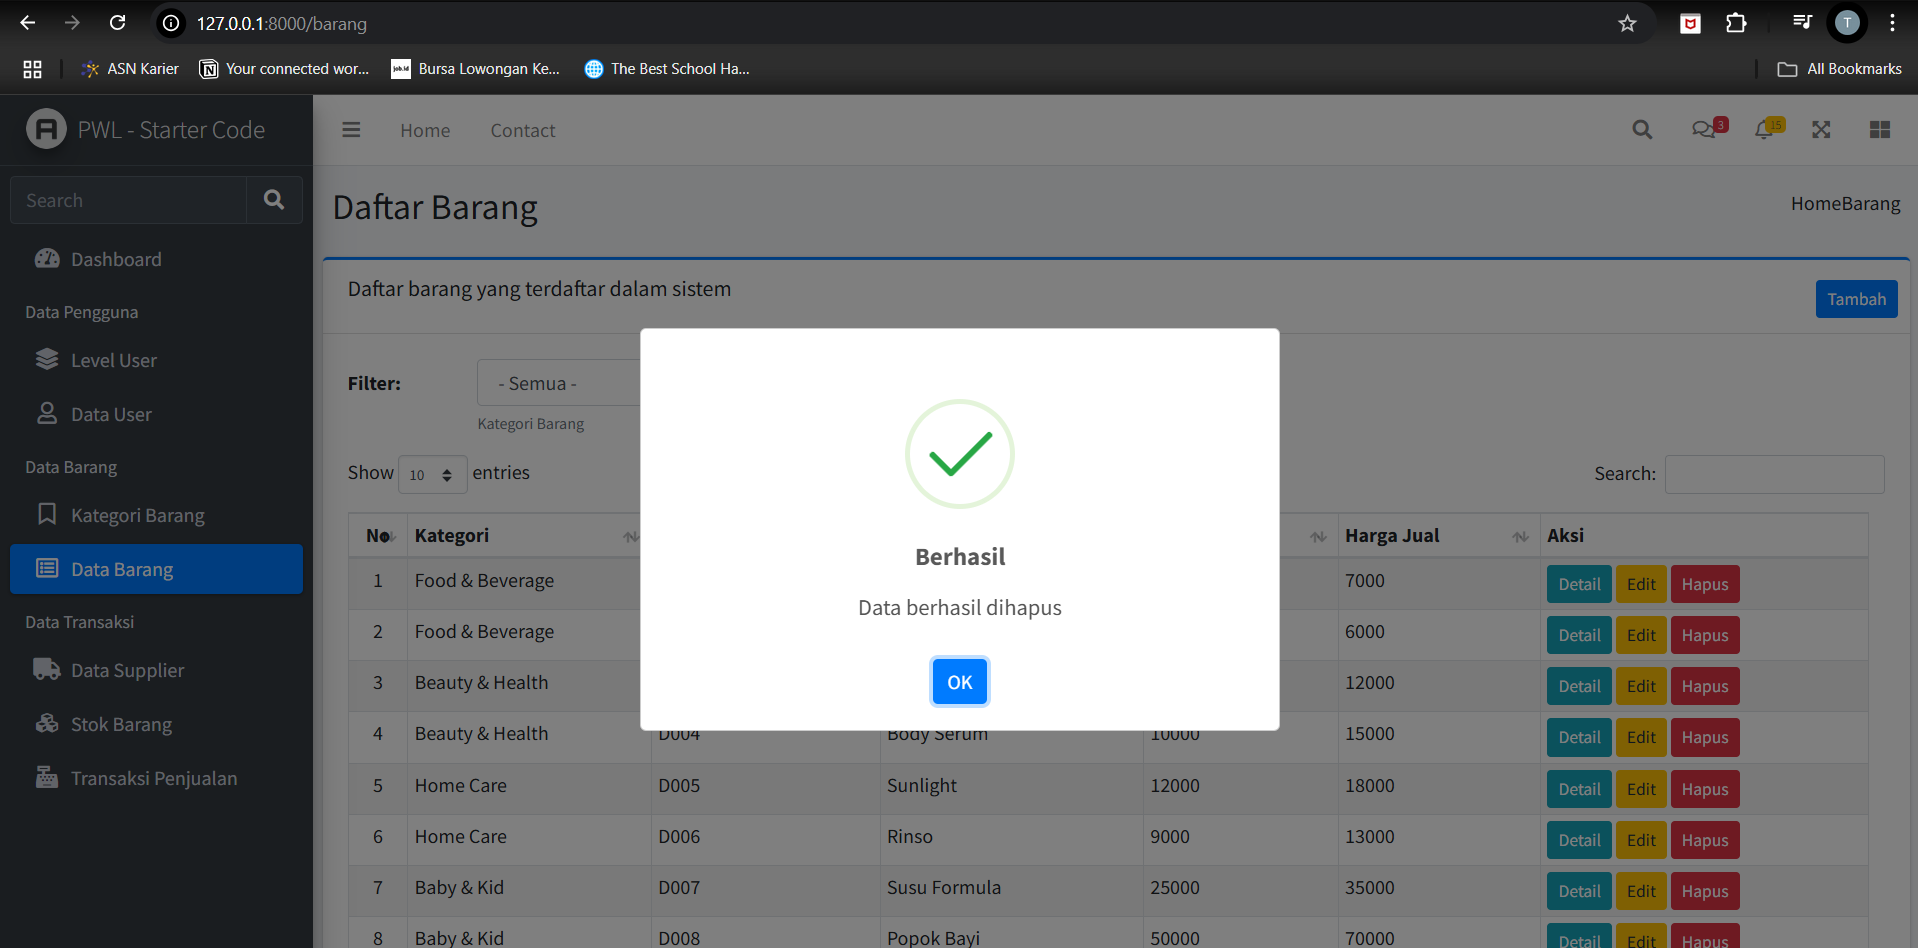 127.0.0.1:8000/barang
T
ASN Karier
Your connected wor...
Bursa Lowongan Ke...
The Best School Ha...
All Bookmarks
PWL - Starter Code
Home
Contact
3
15
Search
Daftar Barang
HomeBarang
Dashboard
Data Pengguna
Level User
Data User
Data Barang
Kategori Barang
Data Barang
Data Transaksi
Data Supplier
Stok Barang
Transaksi Penjualan
Daftar barang yang terdaftar dalam sistem
Tambah
Filter:
- Semua -
Kategori Barang
Show 10 entries
Search:
No Kategori Harga Jual Aksi
1 Food & Beverage 7000 Detail Edit Hapus
2 Food & Beverage 6000 Detail Edit Hapus
3 Beauty & Health 12000 Detail Edit Hapus
4 Beauty & Health D004 Body Serum 10000 15000 Detail Edit Hapus
5 Home Care D005 Sunlight 12000 18000 Detail Edit Hapus
6 Home Care D006 Rinso 9000 13000 Detail Edit Hapus
7 Baby & Kid D007 Susu Formula 25000 35000 Detail Edit Hapus
8 Baby & Kid D008 Popok Bayi 50000 70000 Detail Edit Hapus
Berhasil
Data berhasil dihapus
OK